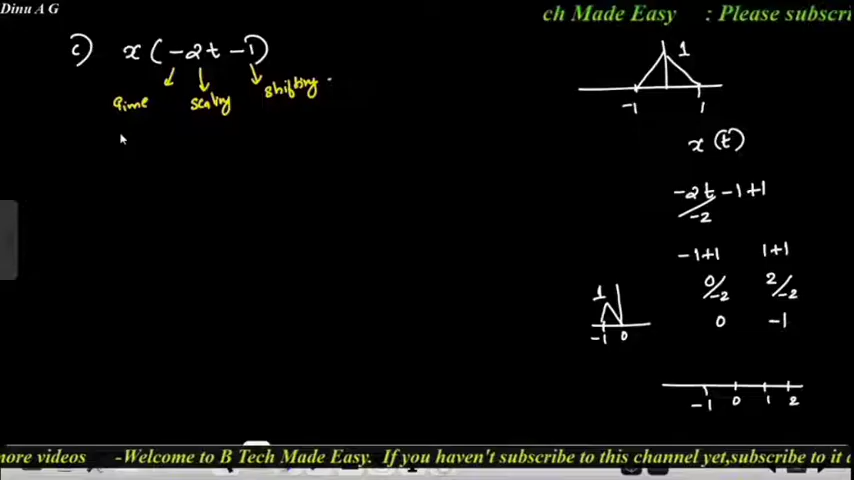 Dinu A G
ch Made Easy : Please subscri
c) x(-2t-1)
Time scaling shifting
1
-1 1
x(t)
-2t-1+1
-2
-1+1 1+1
0/-2 2/-2
0 -1
1
-1 0
-1 0 1 2
more videos -Welcome to B Tech Made Easy. If you haven't subscribe to this channel yet,subscribe to it a